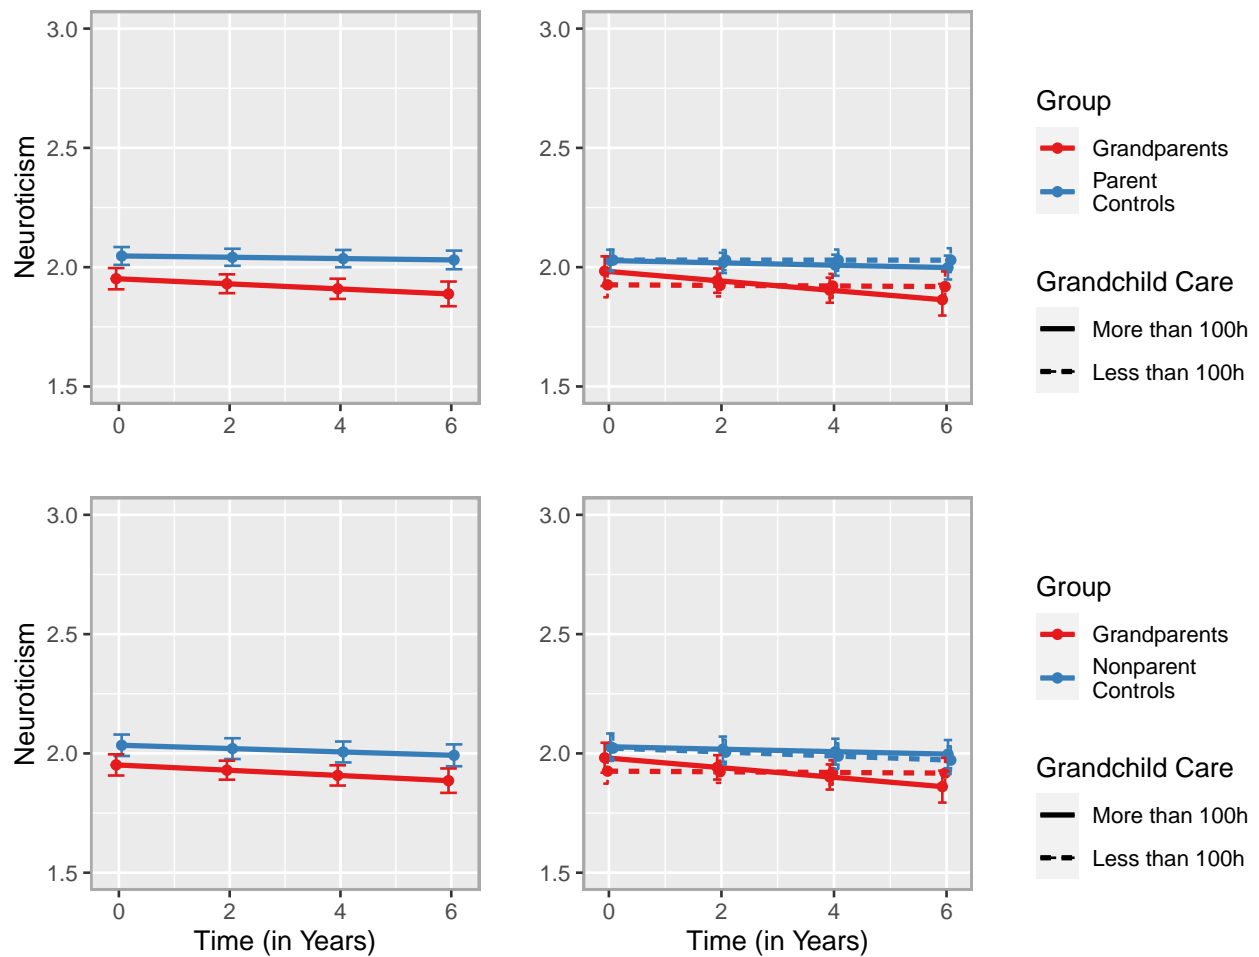 3.0
2.5
2.0
1.5
Neuroticism
0 2 4 6
3.0
2.5
2.0
1.5
0 2 4 6
Group
Grandparents
Parent
Controls
Grandchild Care
More than 100h
Less than 100h
3.0
2.5
2.0
1.5
Neuroticism
0 2 4 6
Time (in Years)
3.0
2.5
2.0
1.5
0 2 4 6
Time (in Years)
Group
Grandparents
Nonparent
Controls
Grandchild Care
More than 100h
Less than 100h